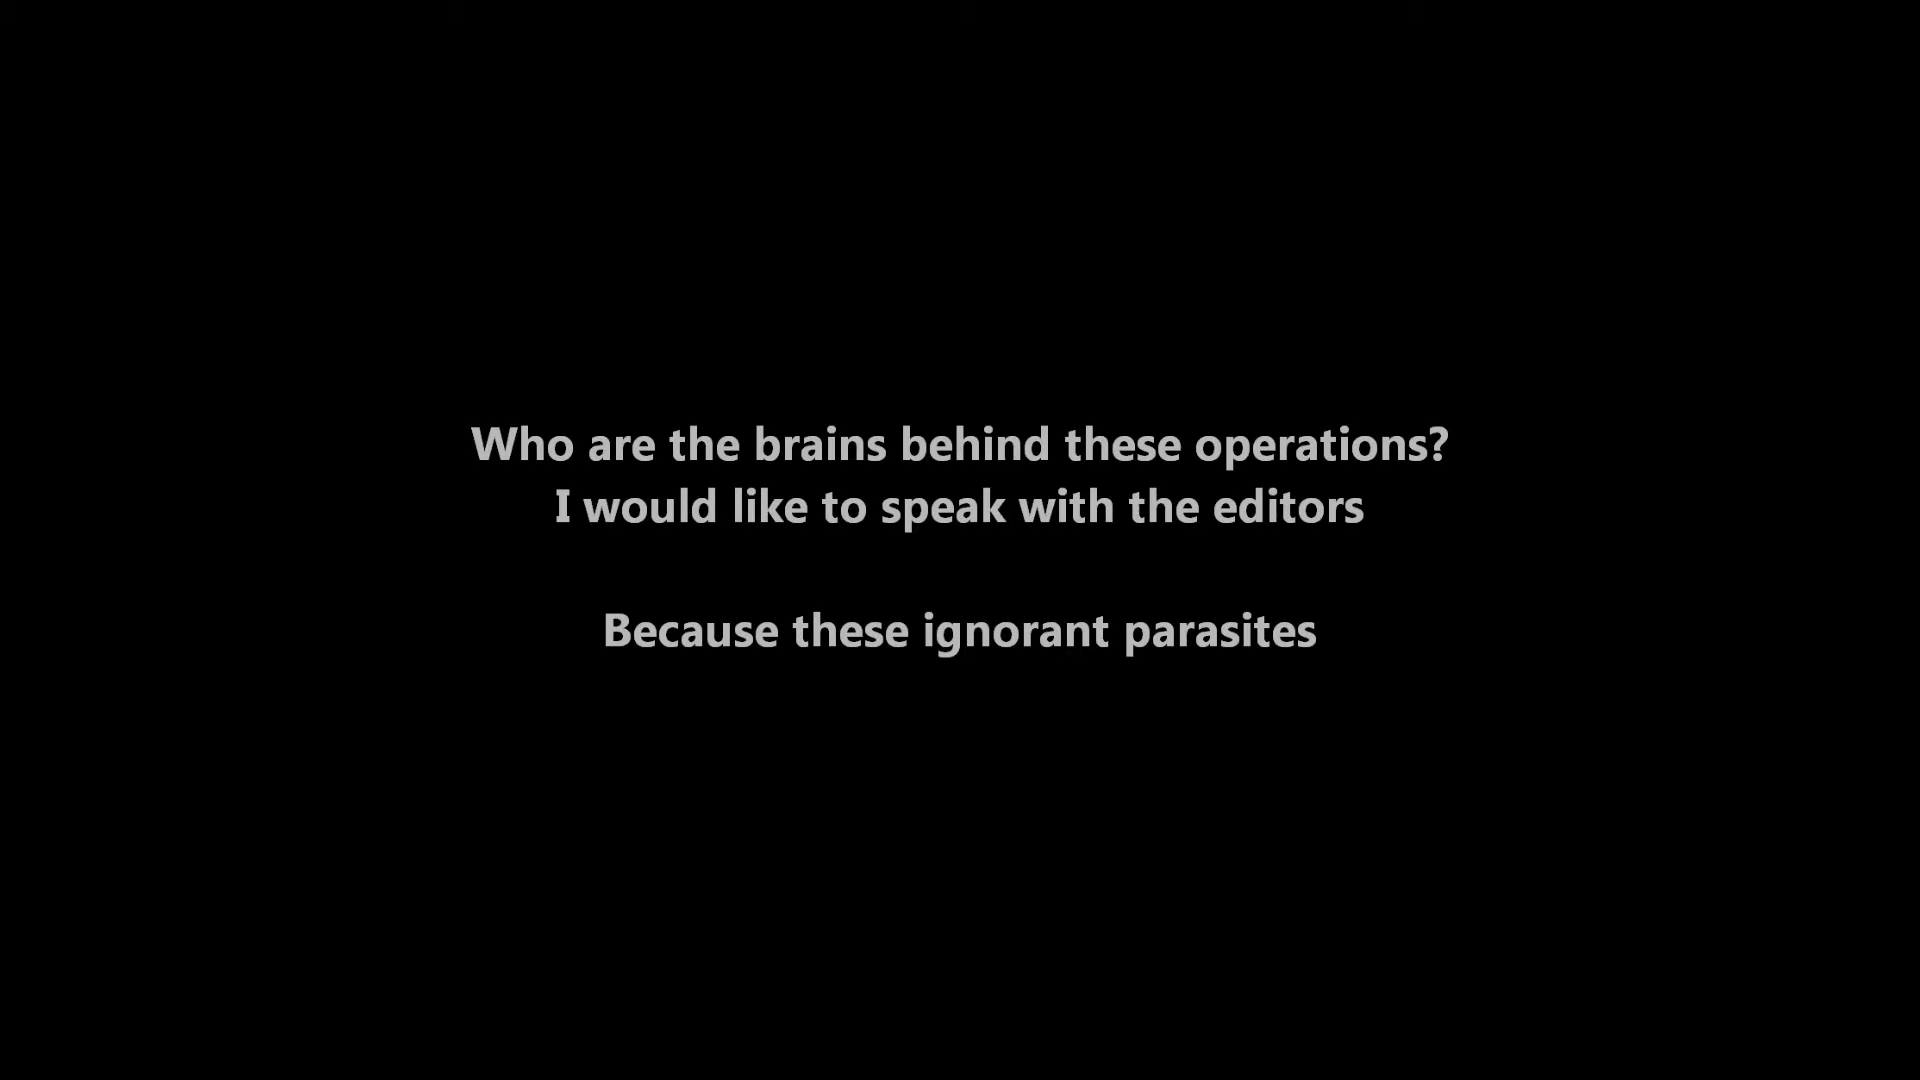 Who are the brains behind these operations?
I would like to speak with the editors
Because these ignorant parasites